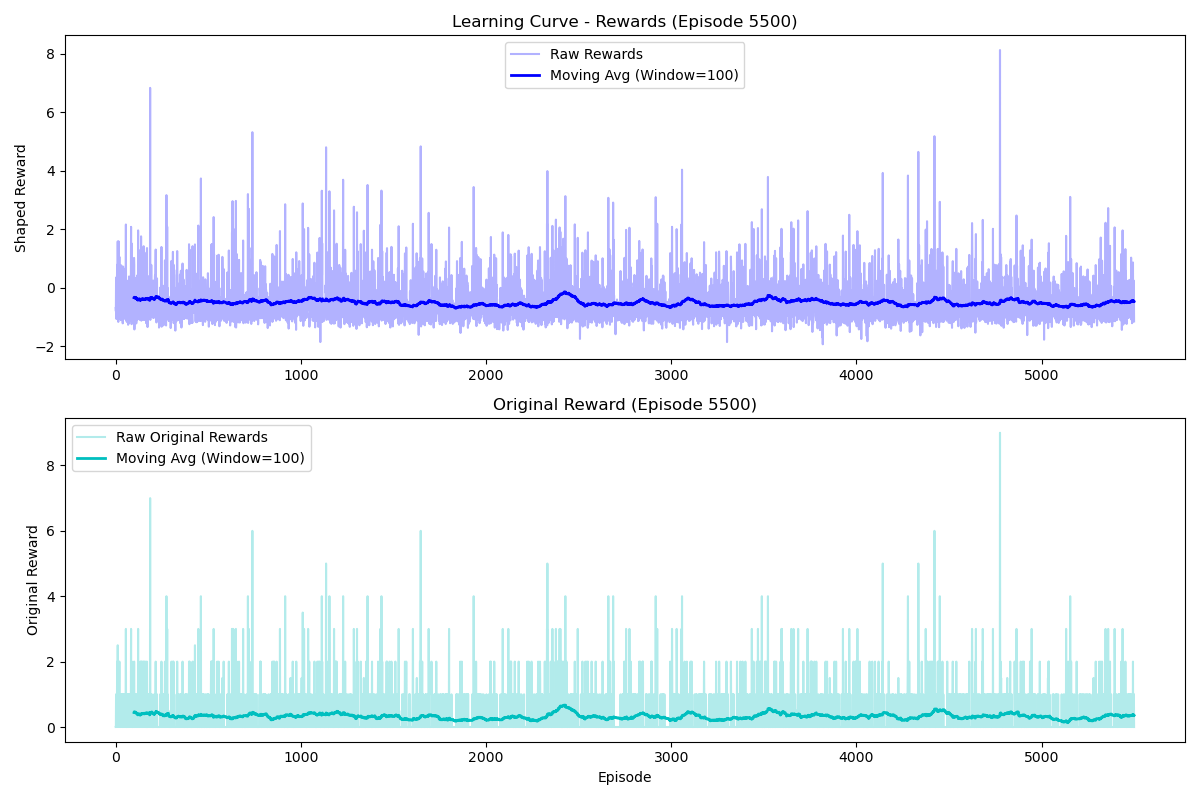 Learning Curve - Rewards (Episode 5500)
Raw Rewards
Moving Avg (Window=100)
Shaped Reward
8
6
4
2
0
−2
0 1000 2000 3000 4000 5000
Original Reward (Episode 5500)
Raw Original Rewards
Moving Avg (Window=100)
Original Reward
8
6
4
2
0
0 1000 2000 3000 4000 5000
Episode